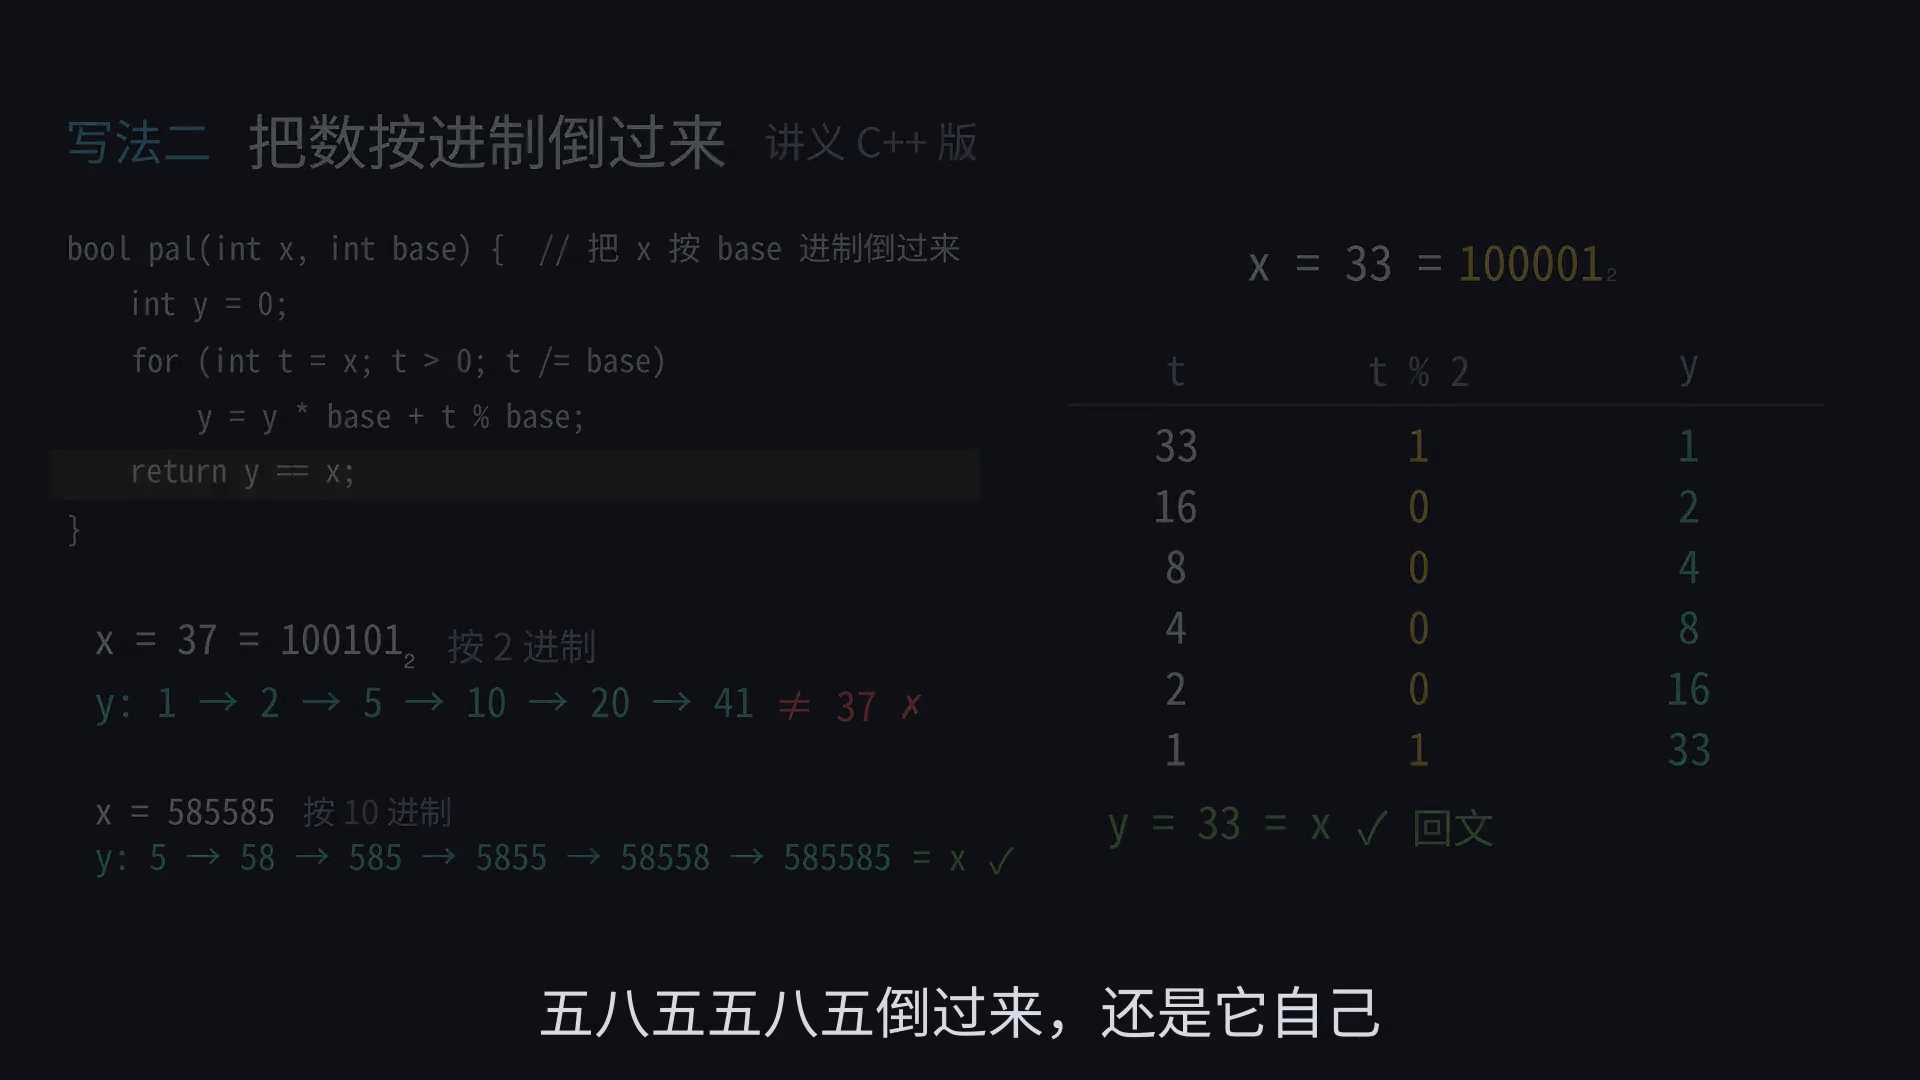 写法二 把数按进制倒过来 讲义 C++ 版
bool pal(int x, int base) { // 把 x 按 base 进制倒过来
int y = 0;
for (int t = x; t > 0; t /= base)
y = y * base + t % base;
return y == x;
}
x = 37 = 100101₂ 按 2 进制
y: 1 → 2 → 5 → 10 → 20 → 41 ≠ 37 ✗
x = 585585 按 10 进制
y: 5 → 58 → 585 → 5855 → 58558 → 585585 = x ✓
x = 33 = 100001₂
t t % 2 y
33 1 1
16 0 2
8 0 4
4 0 8
2 0 16
1 1 33
y = 33 = x ✓ 回文
五八五五八五倒过来，还是它自己